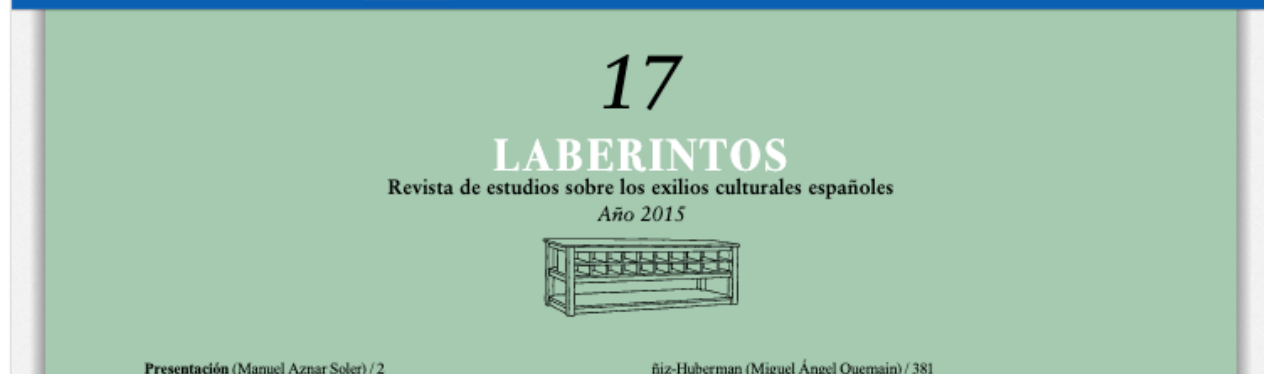 17
LABERINTOS
Revista de estudios sobre los exilios culturales españoles
Año 2015
Presentación (Manuel Aznar Soler) / 2
ñiz-Huberman (Miguel Ángel Quemain) / 381